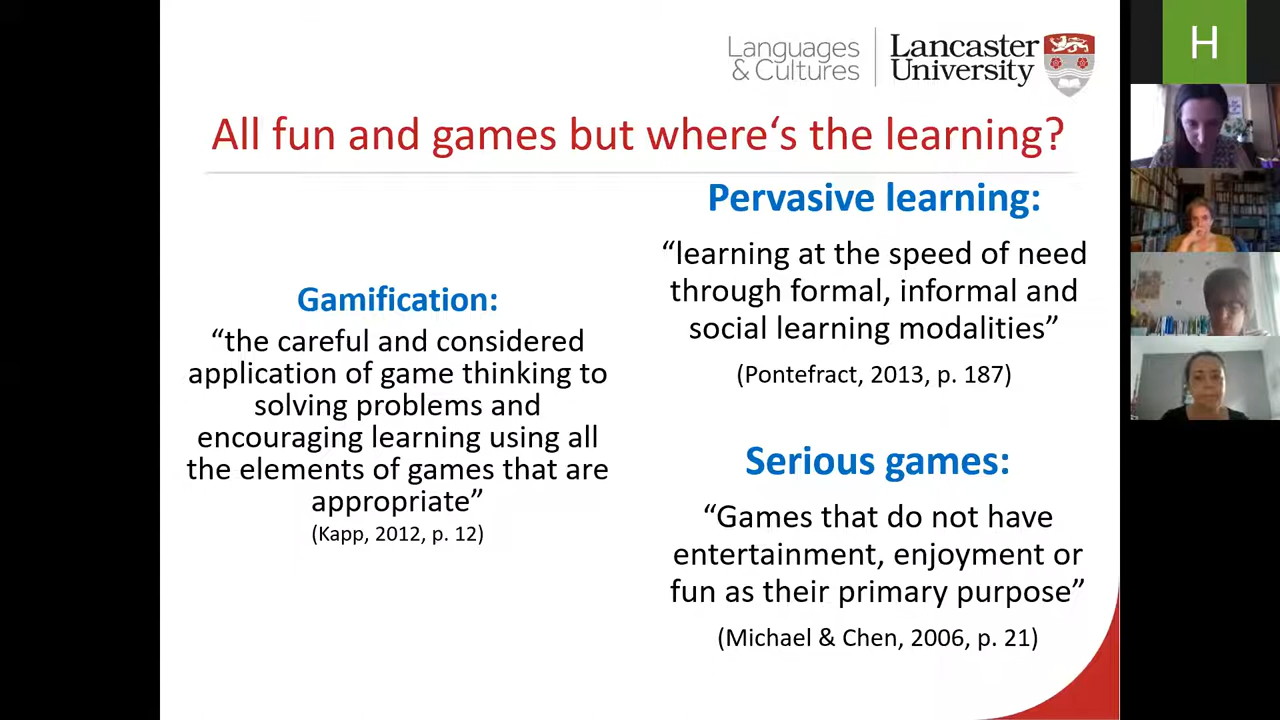 Languages
& Cultures
Lancaster
University
All fun and games but where‘s the learning?
Gamification:
“the careful and considered
application of game thinking to
solving problems and
encouraging learning using all
the elements of games that are
appropriate”
(Kapp, 2012, p. 12)
Pervasive learning:
“learning at the speed of need
through formal, informal and
social learning modalities”
(Pontefract, 2013, p. 187)
Serious games:
“Games that do not have
entertainment, enjoyment or
fun as their primary purpose”
(Michael & Chen, 2006, p. 21)
H